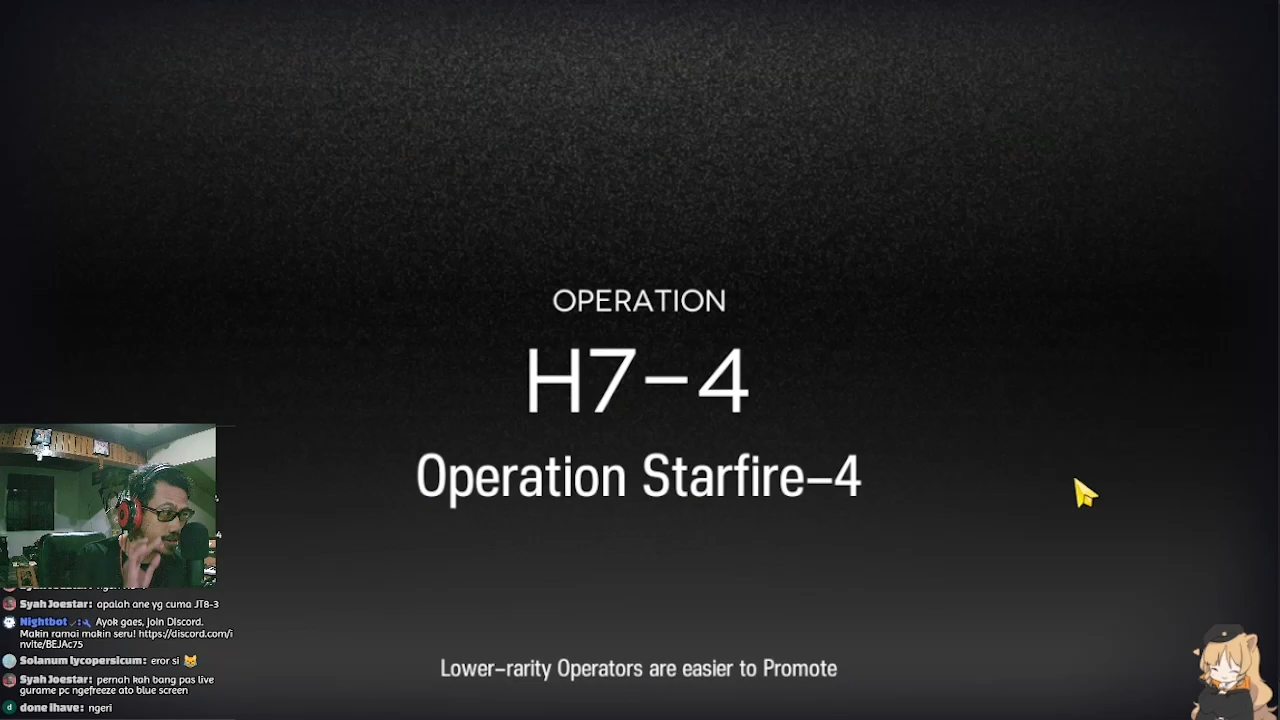 OPERATION
H7-4
Operation Starfire-4
Syah Joestar: apalah ane yg cuma JT8-3
Nightbot: Ayok gaes, join Discord.
Makin ramai makin seru! https://discord.com/i
nvite/BEJAc75
Solanum lycopersicum: eror si
Syah Joestar: pernah kah bang pas live
gurame pc ngefreeze ato blue screen
done ihave: ngeri
Lower-rarity Operators are easier to Promote